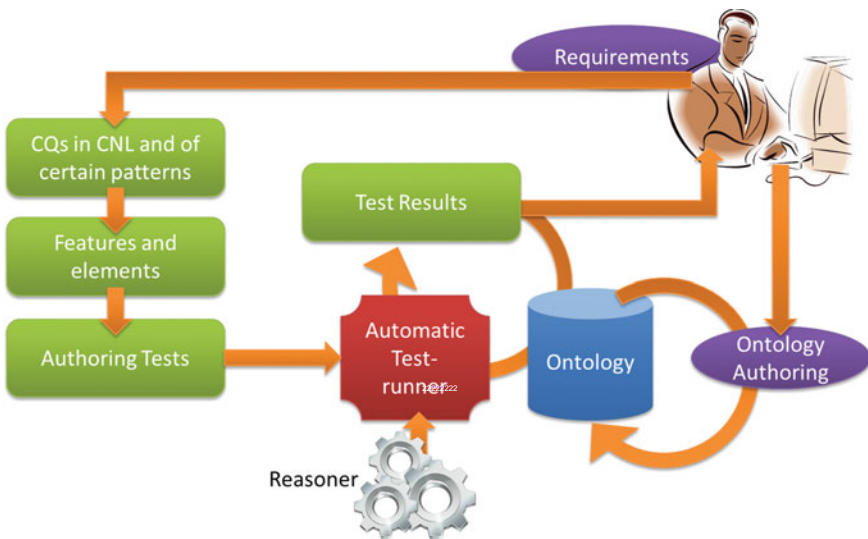 Requirements
CQs in CNL and of
certain patterns
Test Results
Features and
elements
Automatic
Test-
runner
Authoring Tests
Ontology
Ontology
Authoring
Reasoner